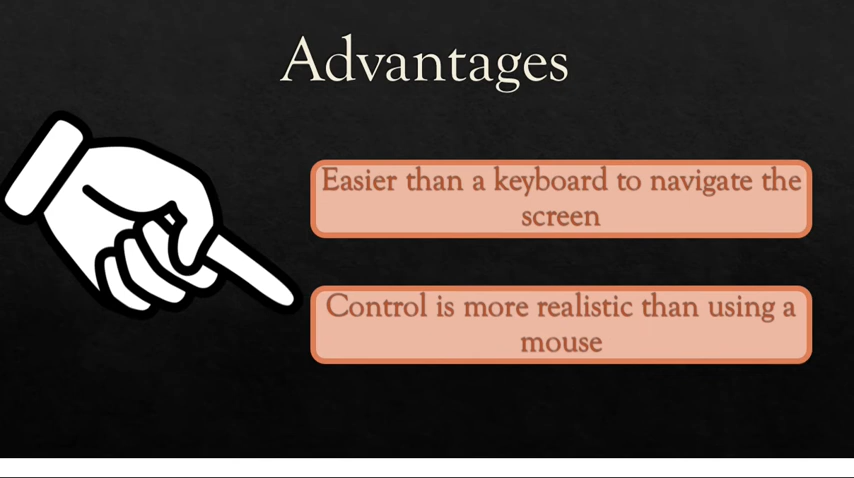 Advantages
Easier than a keyboard to navigate the
screen
Control is more realistic than using a
mouse